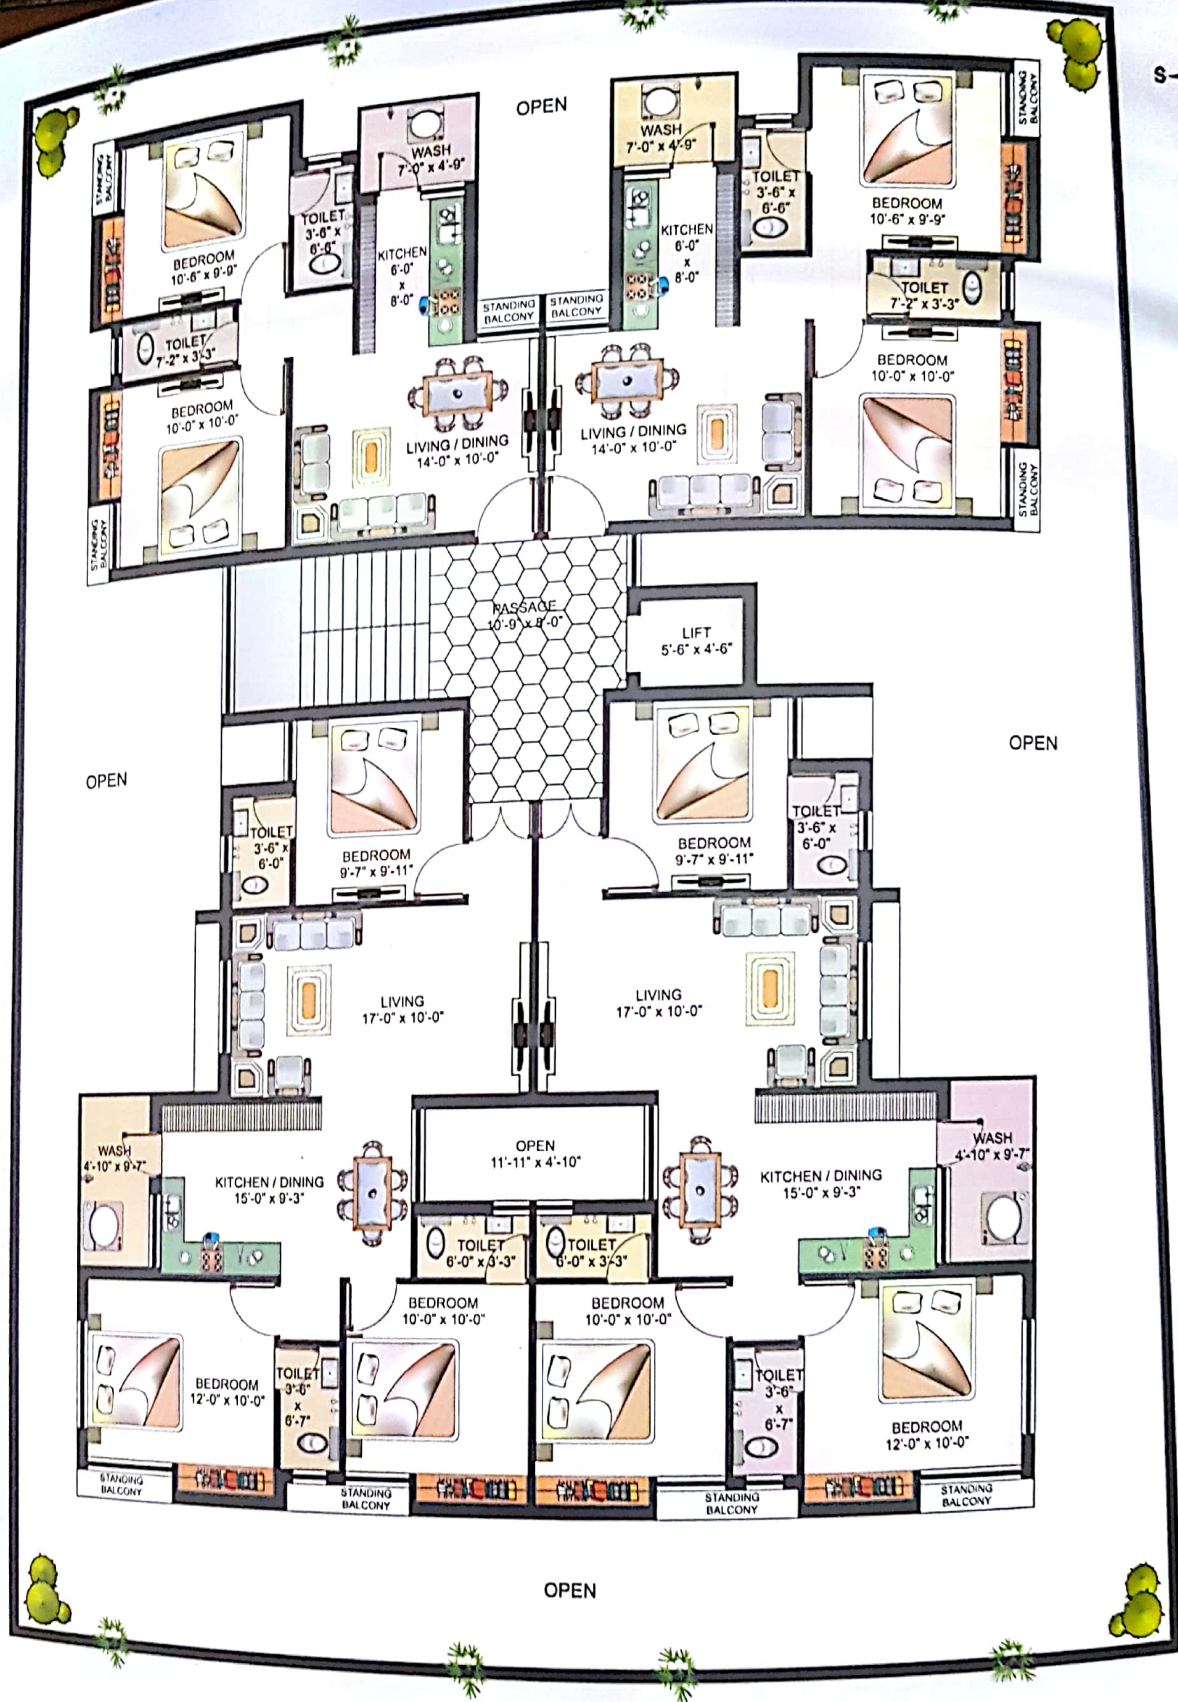 OPEN
S
WASH
7'-0" x 4'-9"
WASH
7'-0" x 4'-9"
STANDING
BALCONY
STANDING
BALCONY
BEDROOM
10'-6" x 9'-9"
TOILET
3'-6" x
6'-6"
KITCHEN
6'-0"
x
8'-0"
KITCHEN
6'-0"
x
8'-0"
TOILET
3'-6" x
6'-6"
BEDROOM
10'-6" x 9'-9"
STANDING
BALCONY
STANDING
BALCONY
TOILET
7'-2" x 3'-3"
TOILET
7'-2" x 3'-3"
BEDROOM
10'-0" x 10'-0"
BEDROOM
10'-0" x 10'-0"
LIVING / DINING
14'-0" x 10'-0"
LIVING / DINING
14'-0" x 10'-0"
STANDING
BALCONY
STANDING
BALCONY
PASSAGE
10'-9" x 8'-0"
LIFT
5'-6" x 4'-6"
OPEN
OPEN
TOILET
3'-6" x
6'-0"
BEDROOM
9'-7" x 9'-11"
BEDROOM
9'-7" x 9'-11"
TOILET
3'-6" x
6'-0"
LIVING
17'-0" x 10'-0"
LIVING
17'-0" x 10'-0"
WASH
4'-10" x 9'-7"
KITCHEN / DINING
15'-0" x 9'-3"
OPEN
11'-11" x 4'-10"
KITCHEN / DINING
15'-0" x 9'-3"
WASH
4'-10" x 9'-7"
TOILET
6'-0" x 3'-3"
TOILET
6'-0" x 3'-3"
BEDROOM
10'-0" x 10'-0"
BEDROOM
10'-0" x 10'-0"
BEDROOM
12'-0" x 10'-0"
TOILET
3'-6"
x
6'-7"
TOILET
3'-6"
x
6'-7"
BEDROOM
12'-0" x 10'-0"
STANDING
BALCONY
STANDING
BALCONY
STANDING
BALCONY
STANDING
BALCONY
OPEN